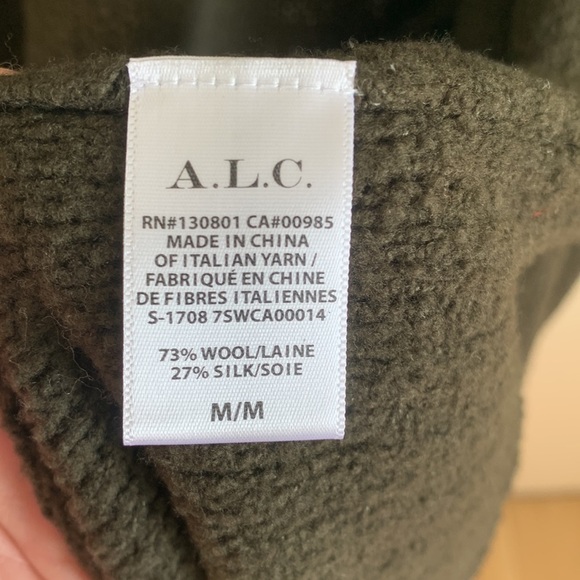 A.L.C.
RN#130801 CA#00985
MADE IN CHINA
OF ITALIAN YARN /
FABRIQUÉ EN CHINE
DE FIBRES ITALIENNES
S-1708 7SWCA00014
73% WOOL/LAINE
27% SILK/SOIE
M/M